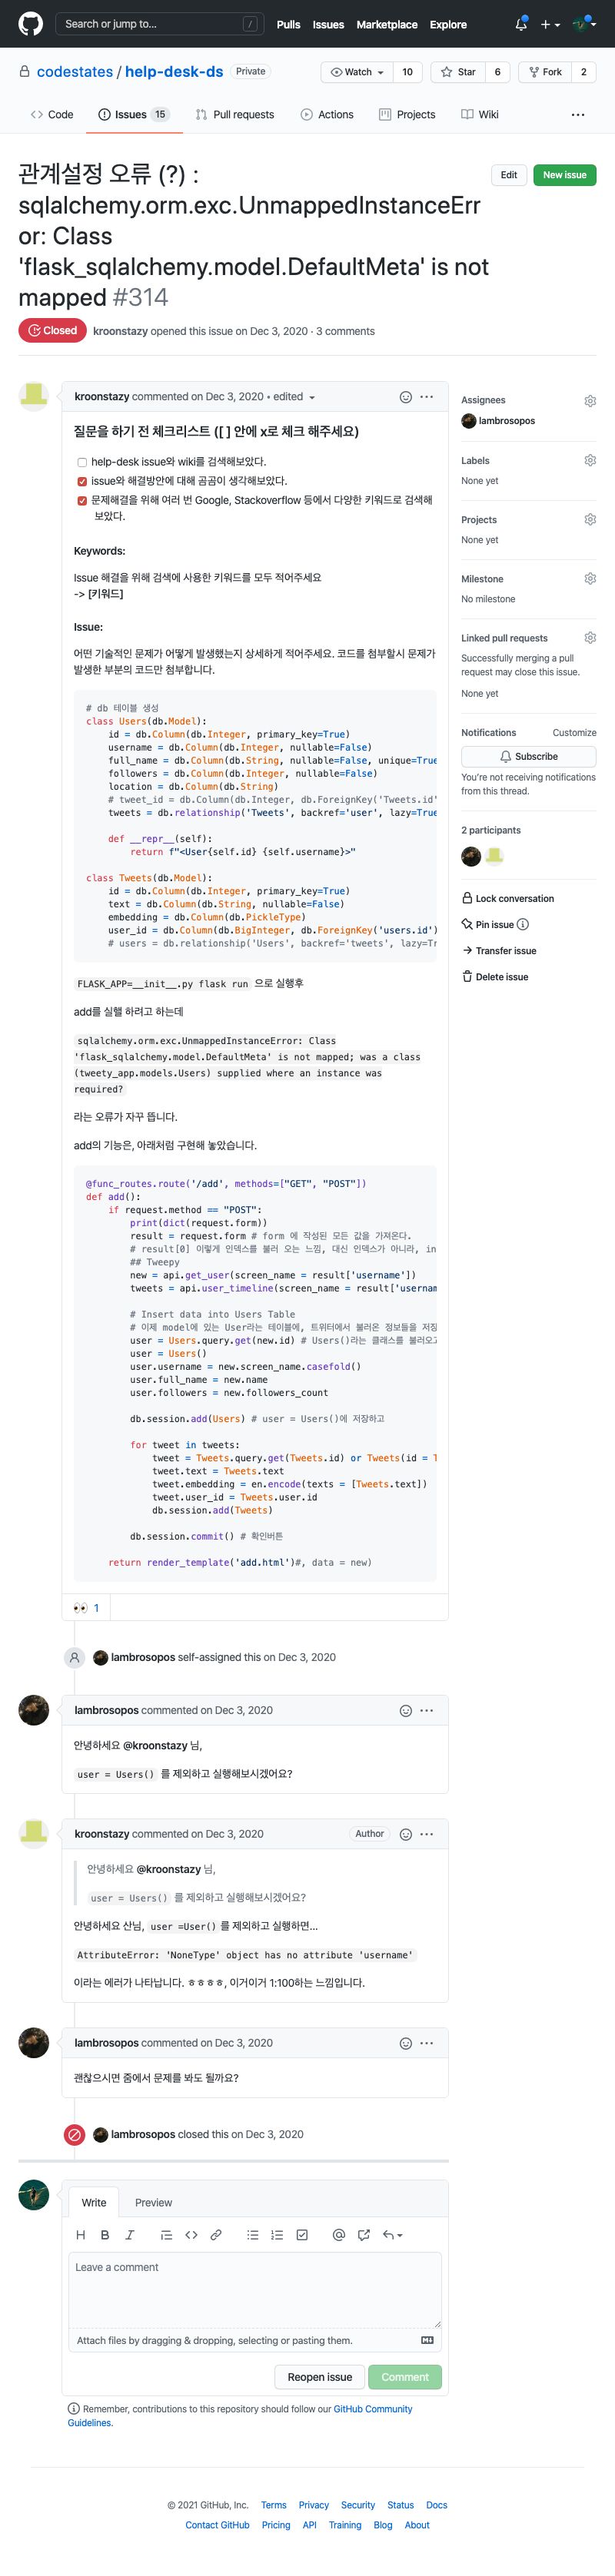 Search or jump to... /
Pulls Issues Marketplace Explore
codestates / help-desk-ds Private
Watch 10 Star 6 Fork 2
Code Issues 15 Pull requests Actions Projects Wiki
관계설정 오류 (?) :
sqlalchemy.orm.exc.UnmappedInstanceErr
or: Class
'flask_sqlalchemy.model.DefaultMeta' is not
mapped #314
Edit New issue
Closed kroonstazy opened this issue on Dec 3, 2020 · 3 comments
kroonstazy commented on Dec 3, 2020 • edited
질문을 하기 전 체크리스트 ([ ] 안에 x로 체크 해주세요)
help-desk issue와 wiki를 검색해보았다.
issue와 해결방안에 대해 곰곰이 생각해보았다.
문제해결을 위해 여러 번 Google, Stackoverflow 등에서 다양한 키워드로 검색해
보았다.
Keywords:
Issue 해결을 위해 검색에 사용한 키워드를 모두 적어주세요
-> [키워드]
Issue:
어떤 기술적인 문제가 어떻게 발생했는지 상세하게 적어주세요. 코드를 첨부할시 문제가
발생한 부분의 코드만 첨부합니다.
# db 테이블 생성
class Users(db.Model):
id = db.Column(db.Integer, primary_key=True)
username = db.Column(db.Integer, nullable=False)
full_name = db.Column(db.String, nullable=False, unique=True
followers = db.Column(db.Integer, nullable=False)
location = db.Column(db.String)
# tweet_id = db.Column(db.Integer, db.ForeignKey('Tweets.id'
tweets = db.relationship('Tweets', backref='user', lazy=True
def __repr__(self):
return f"<User{self.id} {self.username}>"
class Tweets(db.Model):
id = db.Column(db.Integer, primary_key=True)
text = db.Column(db.String, nullable=False)
embedding = db.Column(db.PickleType)
user_id = db.Column(db.BigInteger, db.ForeignKey('users.id')
# users = db.relationship('Users', backref='tweets', lazy=Tr
FLASK_APP=__init__.py flask run 으로 실행후
add를 실행 하려고 하는데
sqlalchemy.orm.exc.UnmappedInstanceError: Class
'flask_sqlalchemy.model.DefaultMeta' is not mapped; was a class
(tweety_app.models.Users) supplied where an instance was
required?
라는 오류가 자꾸 뜹니다.
add의 기능은, 아래처럼 구현해 놓았습니다.
@func_routes.route('/add', methods=["GET", "POST"])
def add():
if request.method == "POST":
print(dict(request.form))
result = request.form # form 에 작성된 모든 값을 가져온다.
# result[0] 이렇게 인덱스를 불러 오는 느낌, 대신 인덱스가 아니라, in
## Tweepy
new = api.get_user(screen_name = result['username'])
tweets = api.user_timeline(screen_name = result['usernam
# Insert data into Users Table
# 이제 model에 있는 User라는 테이블에, 트위터에서 불러온 정보들을 저장
user = Users.query.get(new.id) # Users()라는 클래스를 불러오고
user = Users()
user.username = new.screen_name.casefold()
user.full_name = new.name
user.followers = new.followers_count
db.session.add(Users) # user = Users()에 저장하고
for tweet in tweets:
tweet = Tweets.query.get(Tweets.id) or Tweets(id = T
tweet.text = Tweets.text
tweet.embedding = en.encode(texts = [Tweets.text])
tweet.user_id = Tweets.user.id
db.session.add(Tweets)
db.session.commit() # 확인버튼
return render_template('add.html')#, data = new)
👀 1
lambrosopos self-assigned this on Dec 3, 2020
lambrosopos commented on Dec 3, 2020
안녕하세요 @kroonstazy 님,
user = Users() 를 제외하고 실행해보시겠어요?
kroonstazy commented on Dec 3, 2020 Author
안녕하세요 @kroonstazy 님,
user = Users() 를 제외하고 실행해보시겠어요?
안녕하세요 산님, user =User() 를 제외하고 실행하면...
AttributeError: 'NoneType' object has no attribute 'username'
이라는 에러가 나타납니다. ㅎㅎㅎㅎ, 이거이거 1:100하는 느낌입니다.
lambrosopos commented on Dec 3, 2020
괜찮으시면 줌에서 문제를 봐도 될까요?
lambrosopos closed this on Dec 3, 2020
Write Preview
Leave a comment
Attach files by dragging & dropping, selecting or pasting them.
Reopen issue Comment
Remember, contributions to this repository should follow our GitHub Community
Guidelines.
Assignees
lambrosopos
Labels
None yet
Projects
None yet
Milestone
No milestone
Linked pull requests
Successfully merging a pull
request may close this issue.
None yet
Notifications Customize
Subscribe
You're not receiving notifications
from this thread.
2 participants
Lock conversation
Pin issue
Transfer issue
Delete issue
© 2021 GitHub, Inc. Terms Privacy Security Status Docs
Contact GitHub Pricing API Training Blog About